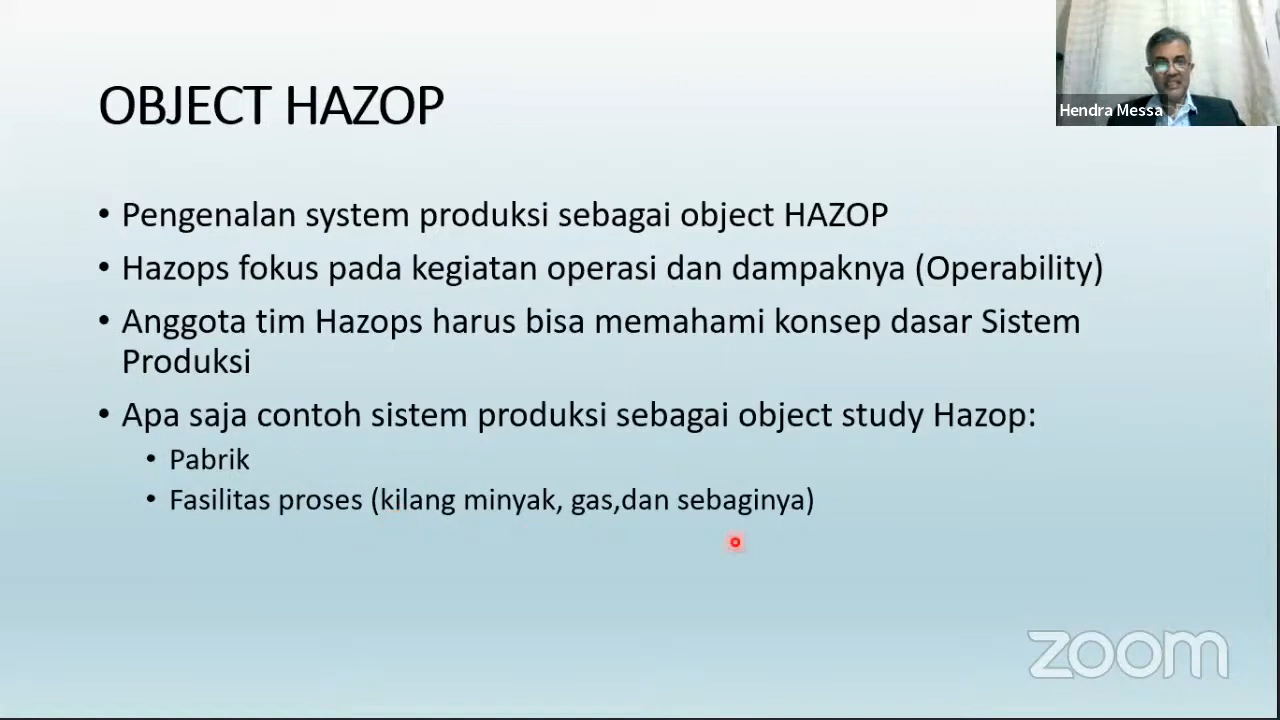 OBJECT HAZOP
Hendra Messa
• Pengenalan system produksi sebagai object HAZOP
• Hazops fokus pada kegiatan operasi dan dampaknya (Operability)
• Anggota tim Hazops harus bisa memahami konsep dasar Sistem
Produksi
• Apa saja contoh sistem produksi sebagai object study Hazop:
• Pabrik
• Fasilitas proses (kilang minyak, gas,dan sebaginya)
zoom